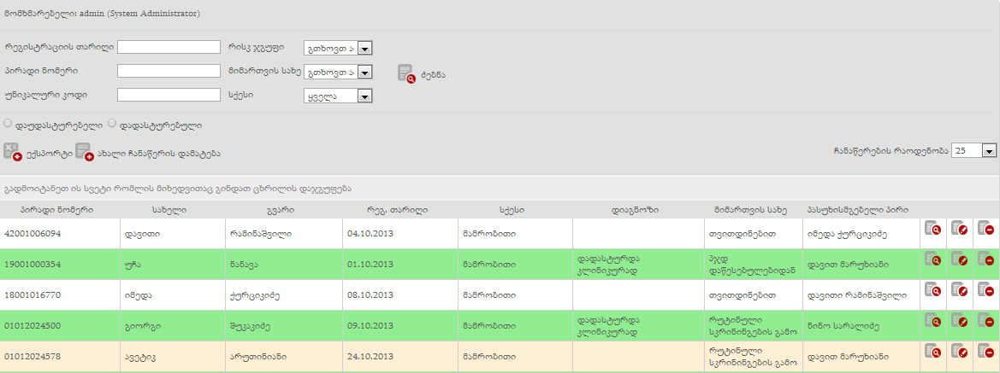 მომხმარებელი: admin (System Administrator)
რეგისტრაციის თარიღი რისკ ჯგუფი გთხოვთ ა
პირადი ნომერი მიმართვის სახე გთხოვთ ა ძებნა
უნიკალური კოდი სქესი ყველა
დაუდასტურებელი დადასტურებული
ექსპორტი ახალი ჩანაწერის დამატება ჩანაწერების რაოდენობა 25
გადმოიტანეთ ის სვეტი რომლის მიხედვითაც გინდათ ცხრილის დაჯგუფება
პირადი ნომერი სახელი გვარი რეგ. თარიღი სქესი დიაგნოზი მიმართვის სახე პასუხისმგებელი პირი
42001006094 დავითი რამინაშვილი 04.10.2013 მამრობითი თვითდინებით იმედა ქურციკიძე
19001000354 უჩა ნანავა 01.10.2013 მამრობითი დადასტურდა კლინიკურად პჯდ დაწესებულებიდან დავით მარუხიანი
18001016770 იმედა ქურციკიძე 08.10.2013 მამრობითი თვითდინებით დავითი რამინაშვილი
01012024500 გიორგი შუკაკიძე 09.10.2013 მამრობითი დადასტურდა კლინიკურად რუტინული სკრინინგების გამო ნინო სარალიძე
01012024578 ავეტიკ არუთინიანი 24.10.2013 მამრობითი რუტინული სკრინინგების გამო დავით მარუხიანი